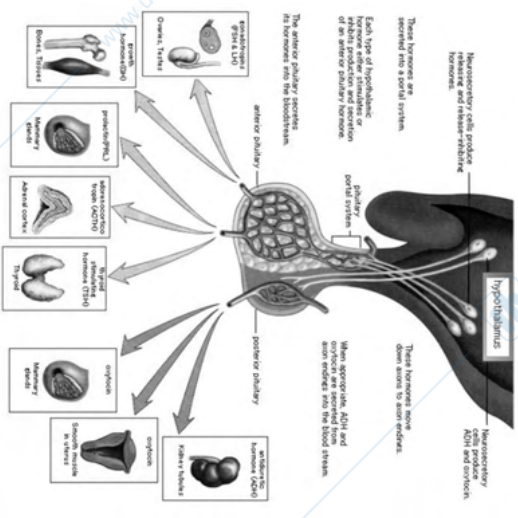 hypothalamus
Neurosecretory cells produce
releasing and release-inhibiting
hormones.
These hormones are
secreted into a portal system.
Each type of hypothalamic
hormone either stimulates or
inhibits production and secretion
of an anterior pituitary hormone.
The anterior pituitary secretes
its hormones into the bloodstream.
Neurosecretory
cells produce
ADH and oxytocin.
These hormones move
down axons to axon endings.
When appropriate, ADH and
oxytocin are secreted from
axon endings into the blood stream.
pituitary
portal system
anterior pituitary
posterior pituitary
gonadotropins
(FSH & LH)
Ovaries, Testes
growth
hormone(GH)
Bones, Tissues
prolactin(PRL)
Mammary
glands
adrenocortico
tropin (ACTH)
Adrenal cortex
thyroid
stimulating
hormone (TSH)
Thyroid
oxytocin
Mammary
glands
oxytocin
Smooth muscle
in uterus
antidiuretic
hormone (ADH)
Kidney tubules